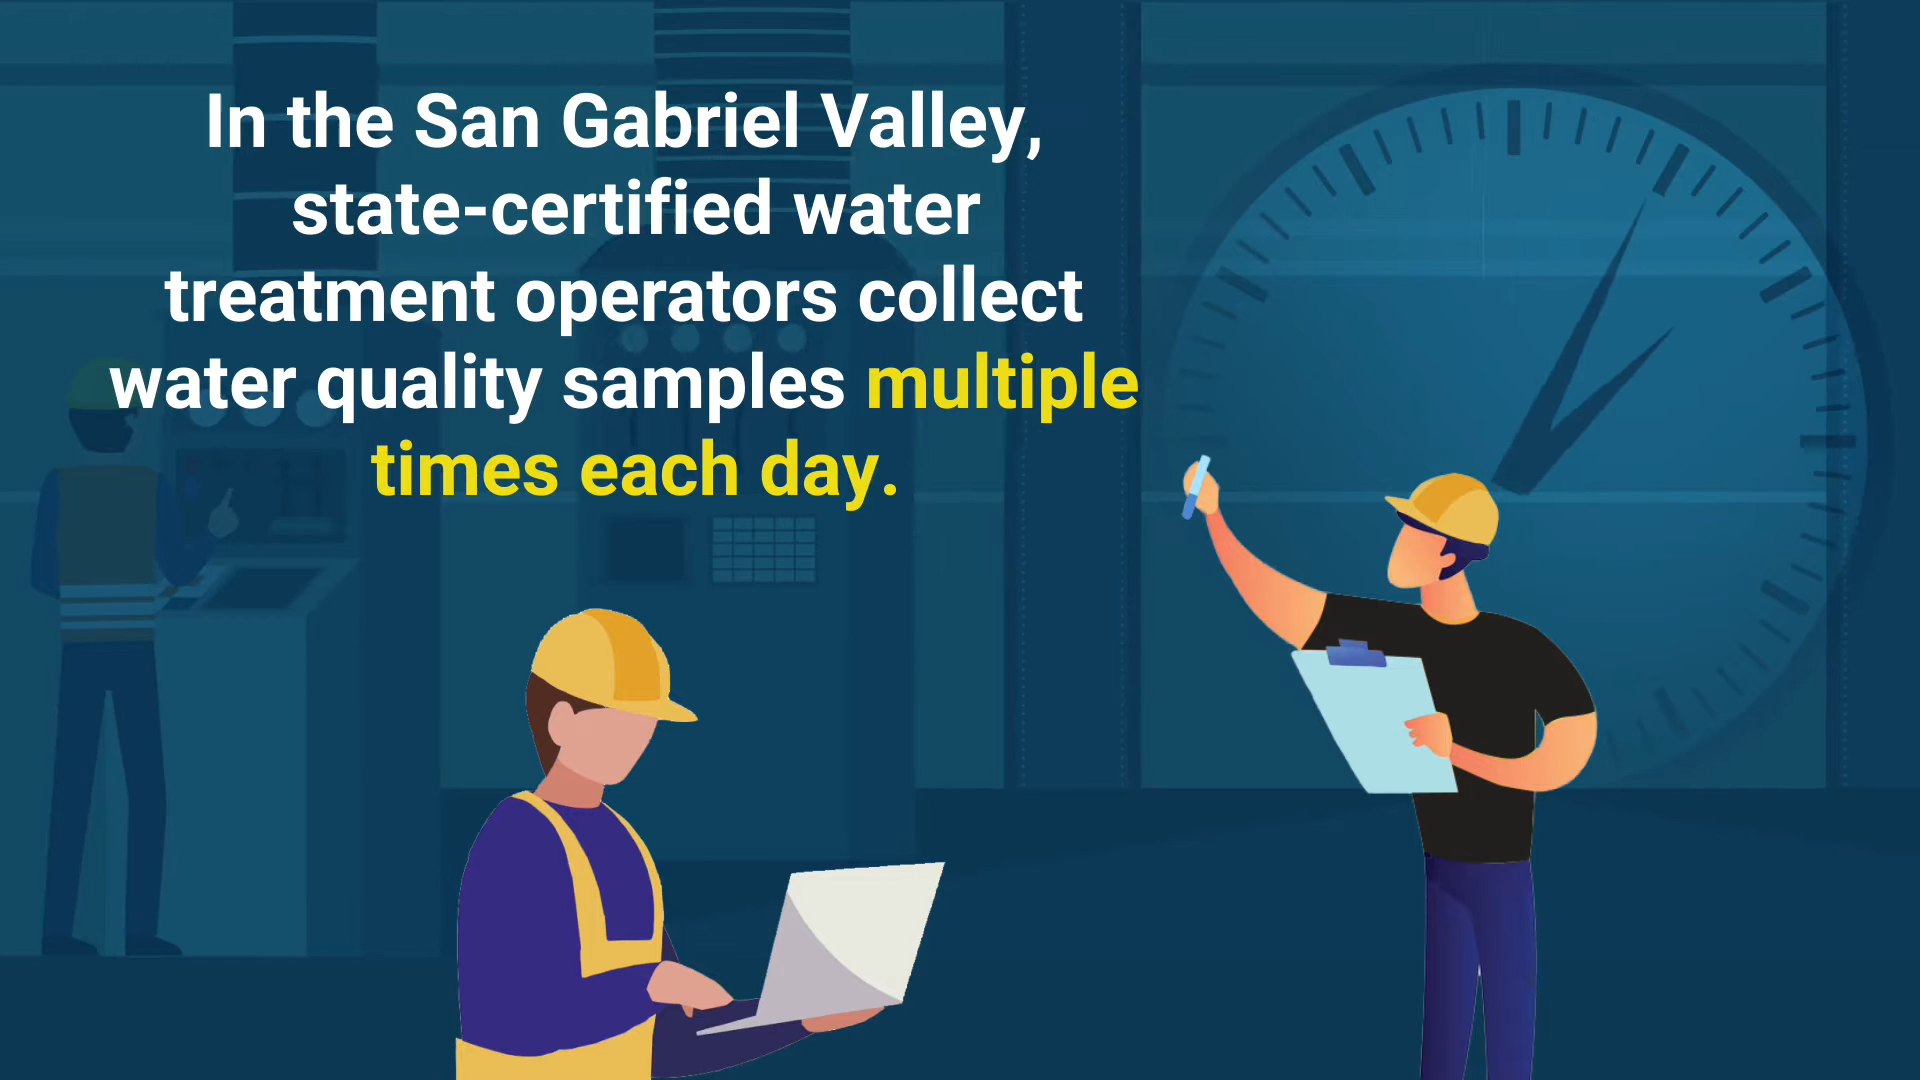 In the San Gabriel Valley,
state-certified water
treatment operators collect
water quality samples multiple
times each day.